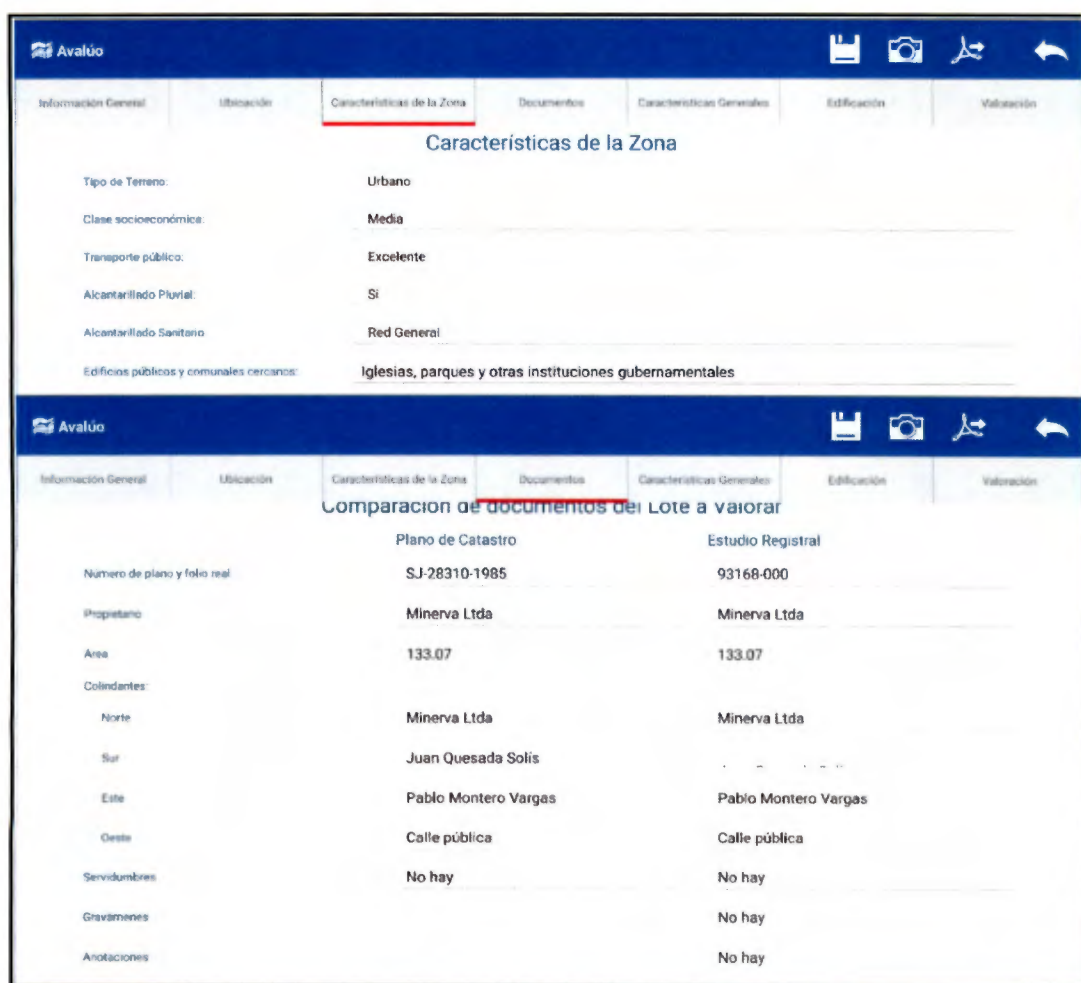 Avalúo
Información General Ubicación Características de la Zona Documentos Características Generales Edificación Valoración
Características de la Zona
Tipo de Terreno: Urbano
Clase socioeconómica: Media
Transporte público: Excelente
Alcantarillado Pluvial: Si
Alcantarillado Sanitario Red General
Edificios públicos y comunales cercanos: Iglesias, parques y otras instituciones gubernamentales
Avalúo
Información General Ubicación Características de la Zona Documentos Características Generales Edificación Valoración
Comparación de documentos del Lote a Valorar
Plano de Catastro Estudio Registral
Número de plano y folio real SJ-28310-1985 93168-000
Propietario Minerva Ltda Minerva Ltda
Area 133.07 133.07
Colindantes:
Norte Minerva Ltda Minerva Ltda
Sur Juan Quesada Solís
Este Pablo Montero Vargas Pablo Montero Vargas
Oeste Calle pública Calle pública
Servidumbres No hay No hay
Gravámenes No hay
Anotaciones No hay